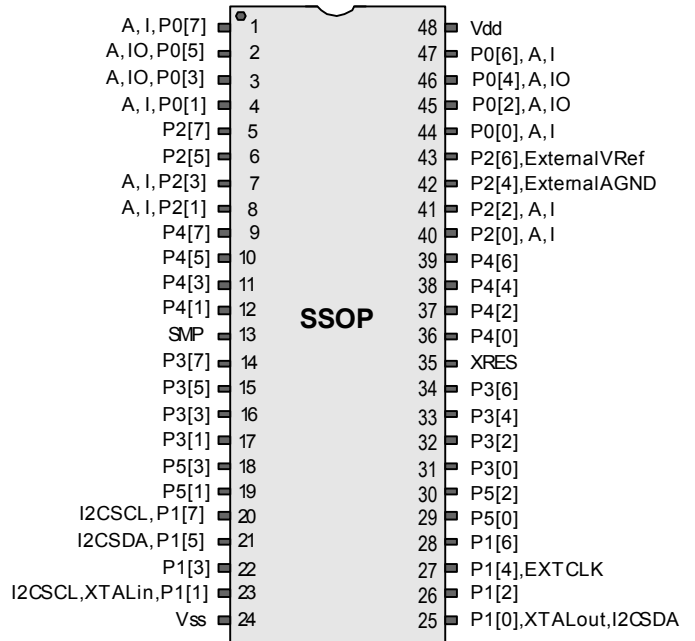 A, I, P0[7] 1 48 Vdd
A, IO, P0[5] 2 47 P0[6], A, I
A, IO, P0[3] 3 46 P0[4], A, IO
A, I, P0[1] 4 45 P0[2], A, IO
P2[7] 5 44 P0[0], A, I
P2[5] 6 43 P2[6], External VRef
A, I, P2[3] 7 42 P2[4], External AGND
A, I, P2[1] 8 41 P2[2], A, I
P4[7] 9 40 P2[0], A, I
P4[5] 10 39 P4[6]
P4[3] 11 38 P4[4]
P4[1] 12 SSOP 37 P4[2]
SMP 13 36 P4[0]
P3[7] 14 35 XRES
P3[5] 15 34 P3[6]
P3[3] 16 33 P3[4]
P3[1] 17 32 P3[2]
P5[3] 18 31 P3[0]
P5[1] 19 30 P5[2]
I2CSCL, P1[7] 20 29 P5[0]
I2CSDA, P1[5] 21 28 P1[6]
P1[3] 22 27 P1[4], EXTCLK
I2CSCL, XTALin, P1[1] 23 26 P1[2]
Vss 24 25 P1[0], XTALout, I2CSDA